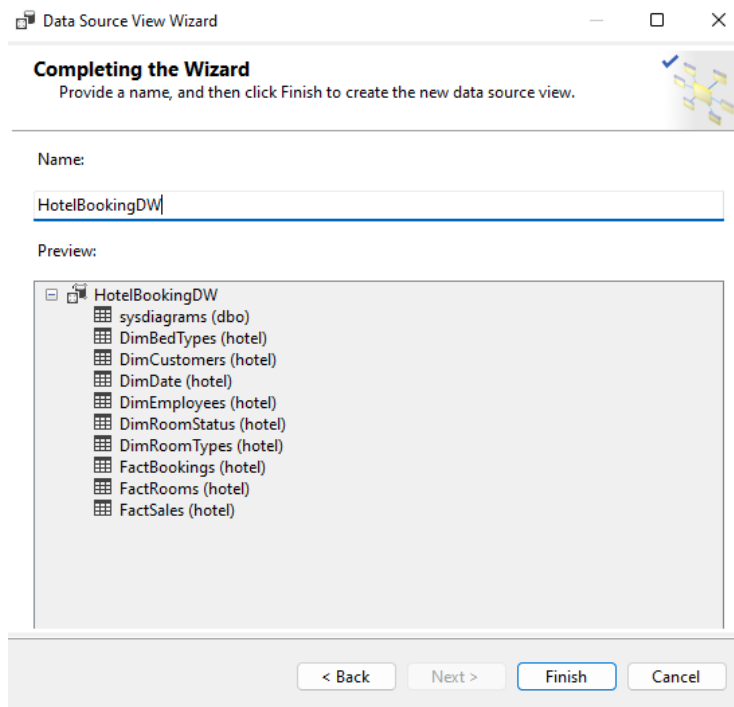 Data Source View Wizard
Completing the Wizard
Provide a name, and then click Finish to create the new data source view.
Name:
HotelBookingDW
Preview:
HotelBookingDW
sysdiagrams (dbo)
DimBedTypes (hotel)
DimCustomers (hotel)
DimDate (hotel)
DimEmployees (hotel)
DimRoomStatus (hotel)
DimRoomTypes (hotel)
FactBookings (hotel)
FactRooms (hotel)
FactSales (hotel)
< Back Next > Finish Cancel